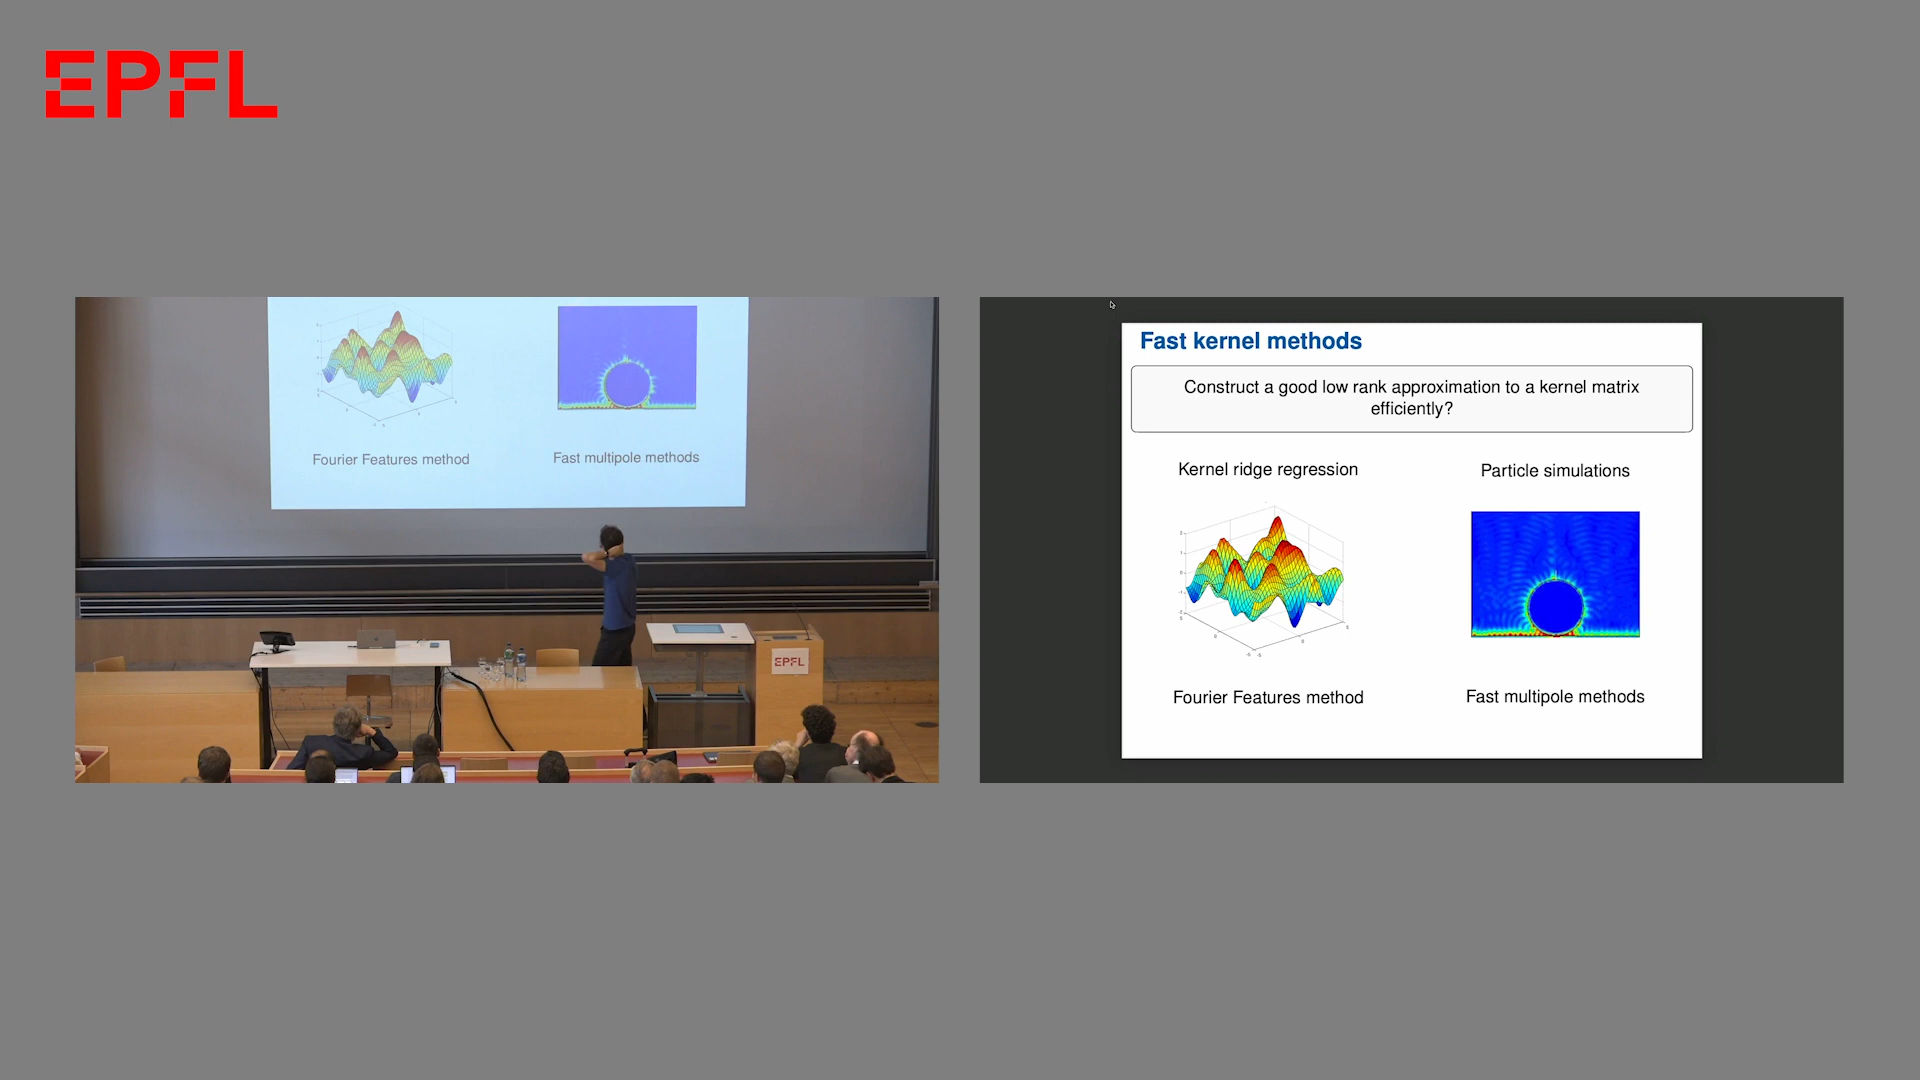 EPFL
Fourier Features method
Fast multipole methods
EPFL
Fast kernel methods
Construct a good low rank approximation to a kernel matrix
efficiently?
Kernel ridge regression
Particle simulations
Fourier Features method
Fast multipole methods